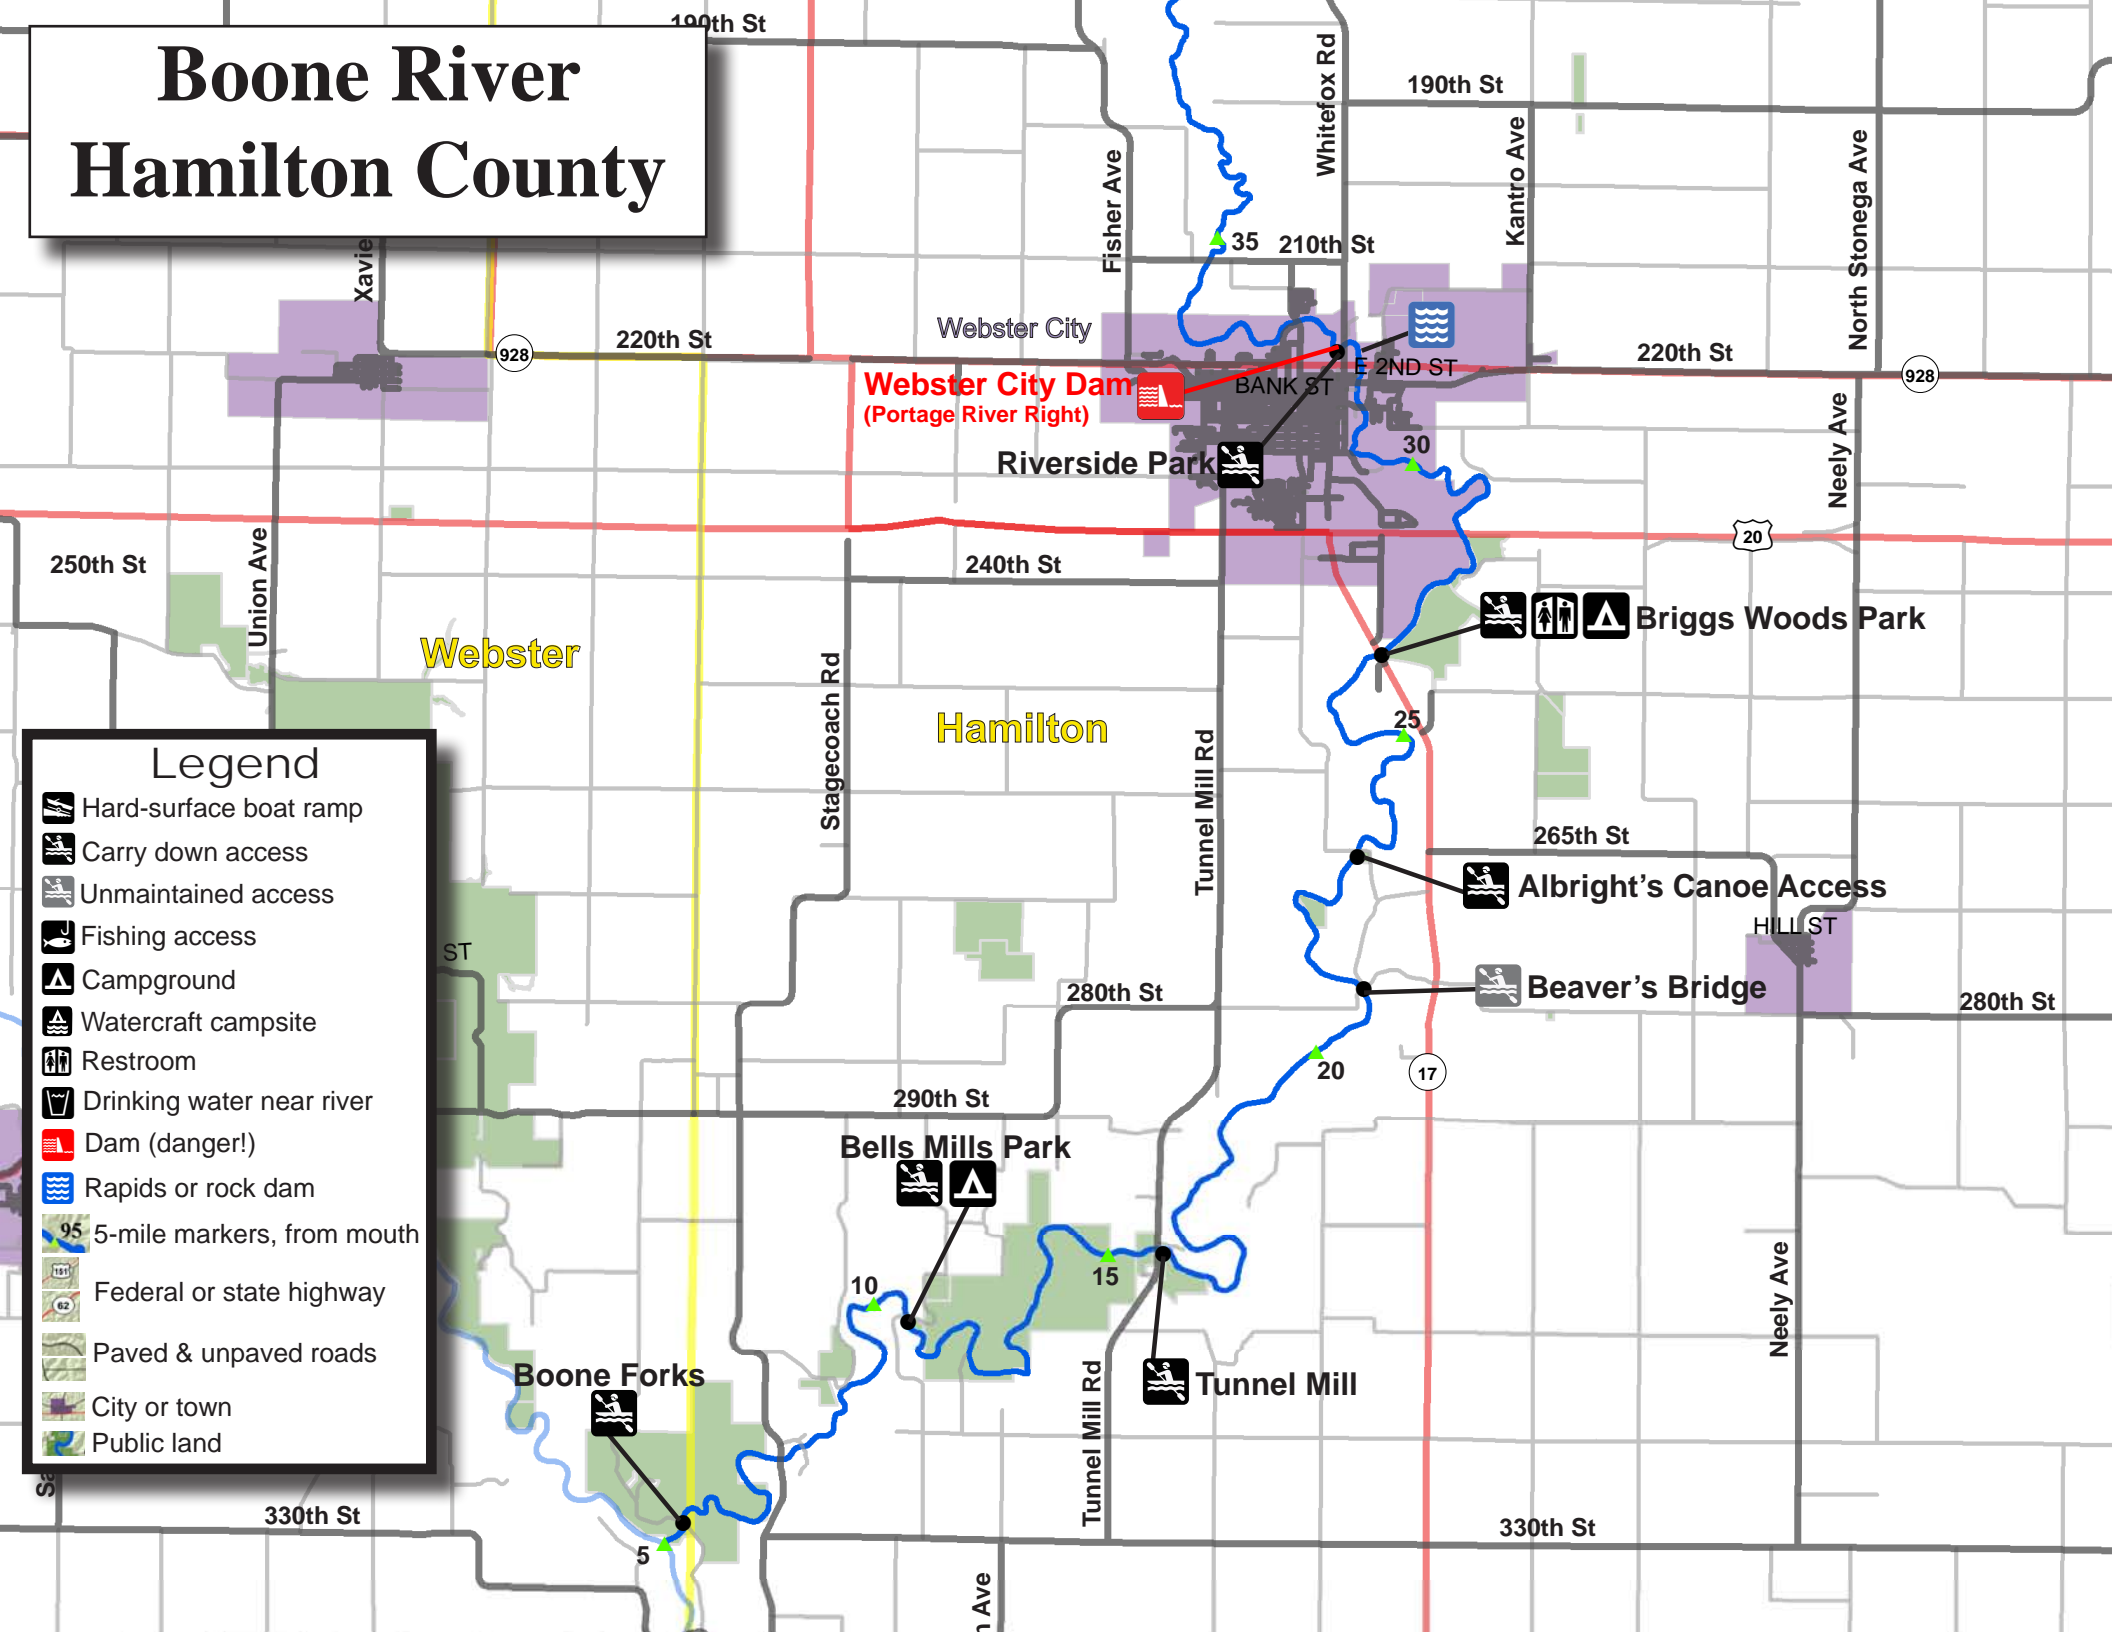 Boone River
Hamilton County
190th St
190th St
Whitefox Rd
Kantro Ave
North Stonega Ave
Fisher Ave
Xavie
35
210th St
Webster City
220th St
928
E 2ND ST
220th St
928
Webster City Dam
(Portage River Right)
BANK ST
Neely Ave
30
Riverside Park
20
250th St
Union Ave
240th St
Briggs Woods Park
Webster
Hamilton
Stagecoach Rd
Tunnel Mill Rd
25
265th St
Albright's Canoe Access
HILL ST
ST
Beaver's Bridge
280th St
280th St
20
17
290th St
Bells Mills Park
15
10
Neely Ave
Boone Forks
Tunnel Mill
Tunnel Mill Rd
330th St
330th St
5
n Ave
Sa
Legend
Hard-surface boat ramp
Carry down access
Unmaintained access
Fishing access
Campground
Watercraft campsite
Restroom
Drinking water near river
Dam (danger!)
Rapids or rock dam
95
5-mile markers, from mouth
151
62
Federal or state highway
Paved & unpaved roads
City or town
Public land